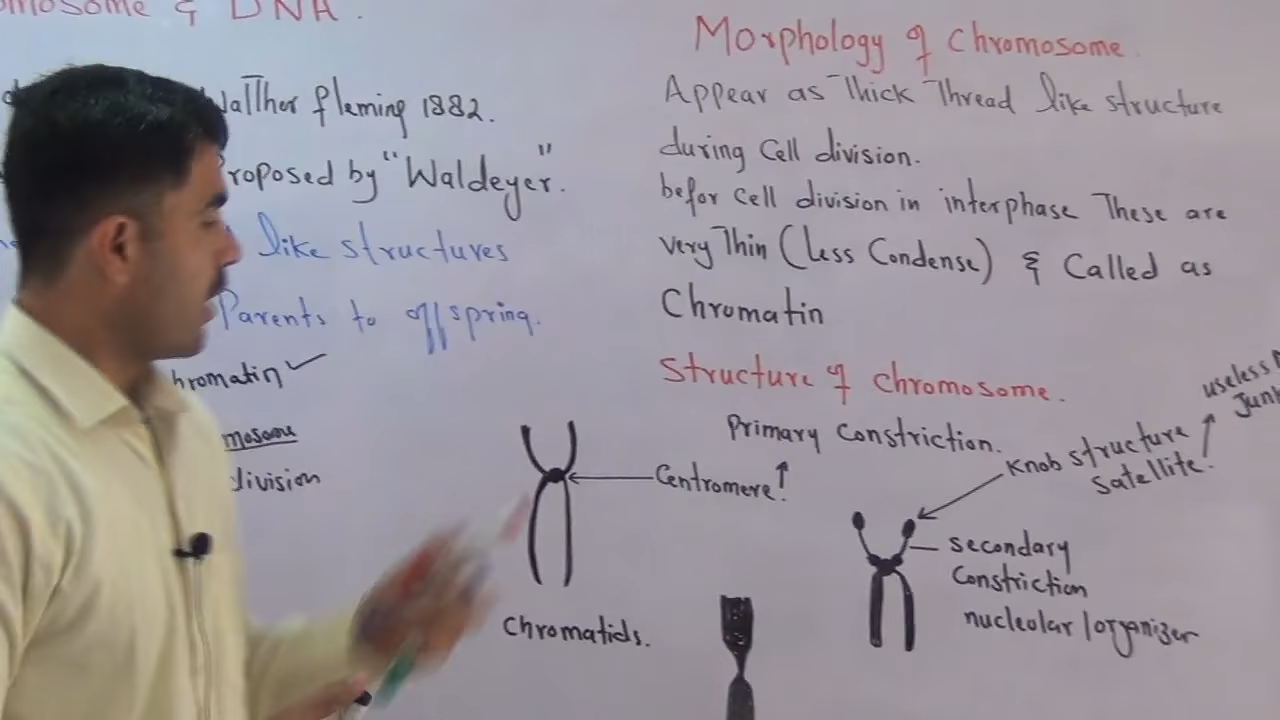 & DNA.
Walther fleming 1882.
Proposed by "Waldeyer".
like structures
Parents to offspring.
hromatin
mosome
division
Chromatids.
Morphology of Chromosome.
Appear as Thick Thread like structure
during Cell division.
befor Cell division in interphase These are
very Thin (less Condense) & Called as
Chromatin
Structure of chromosome.
Primary Constriction.
Centromere
Knob structure
Satellite.
useless
Junk
secondary
Constriction
nucleolar/organizer